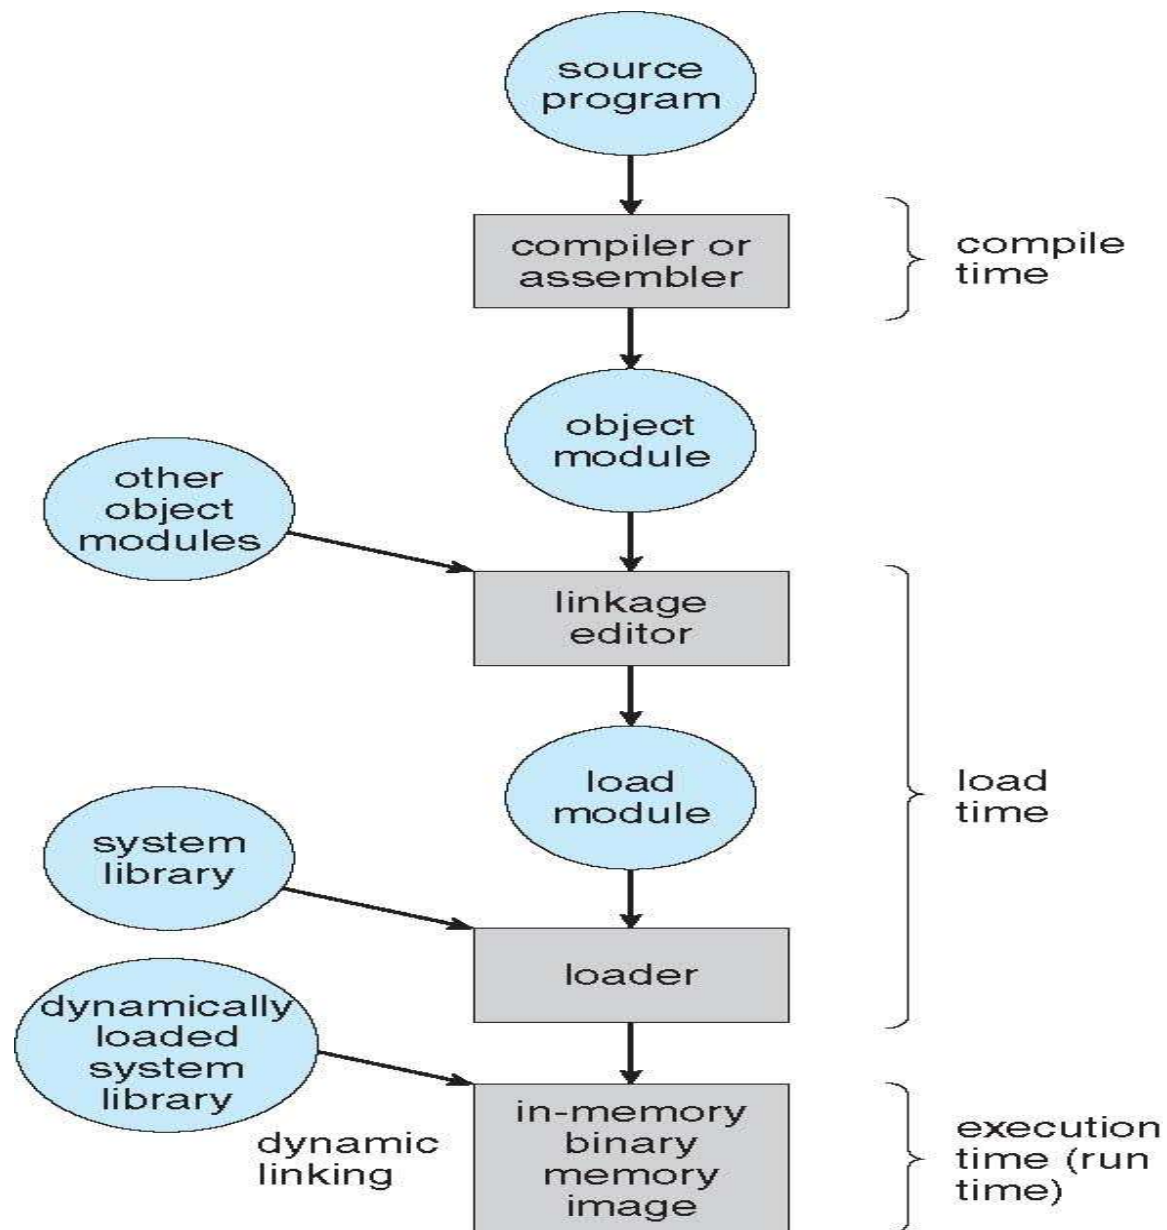 source
program
compiler or
assembler
compile
time
object
module
other
object
modules
linkage
editor
load
module
load
time
system
library
loader
dynamically
loaded
system
library
dynamic
linking
in-memory
binary
memory
image
execution
time (run
time)